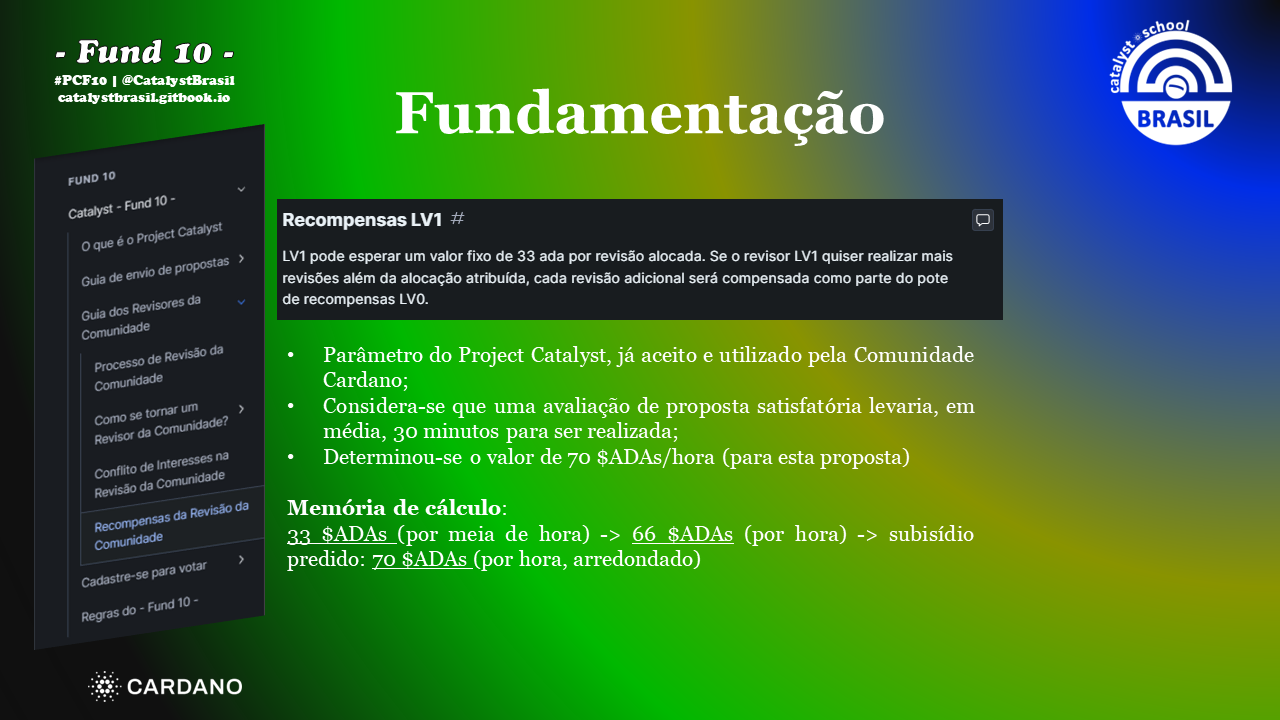 - Fund 10 -
#PCF10 | @CatalystBrasil
catalystbrasil.gitbook.io
catalyst school
BRASIL
Fundamentação
FUND 10
Catalyst - Fund 10 -
O que é o Project Catalyst
Guia de envio de propostas
Guia dos Revisores da
Comunidade
Processo de Revisão da
Comunidade
Como se tornar um
Revisor da Comunidade?
Conflito de Interesses na
Revisão da Comunidade
Recompensas da Revisão da
Comunidade
Cadastre-se para votar
Regras do - Fund 10 -
Recompensas LV1 #
LV1 pode esperar um valor fixo de 33 ada por revisão alocada. Se o revisor LV1 quiser realizar mais
revisões além da alocação atribuída, cada revisão adicional será compensada como parte do pote
de recompensas LV0.
• Parâmetro do Project Catalyst, já aceito e utilizado pela Comunidade
Cardano;
• Considera-se que uma avaliação de proposta satisfatória levaria, em
média, 30 minutos para ser realizada;
• Determinou-se o valor de 70 $ADAs/hora (para esta proposta)
Memória de cálculo:
33 $ADAs (por meia de hora) -> 66 $ADAs (por hora) -> subisídio
predido: 70 $ADAs (por hora, arredondado)
CARDANO